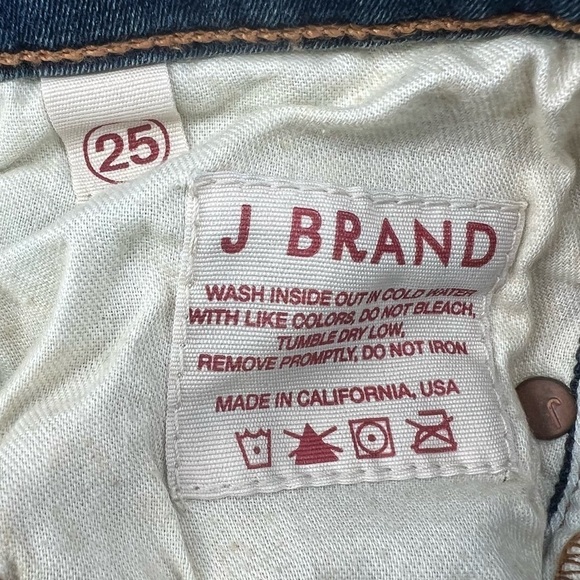 25
J BRAND
WASH INSIDE OUT IN COLD WATER
WITH LIKE COLORS, DO NOT BLEACH,
TUMBLE DRY LOW,
REMOVE PROMPTLY, DO NOT IRON
MADE IN CALIFORNIA, USA
J